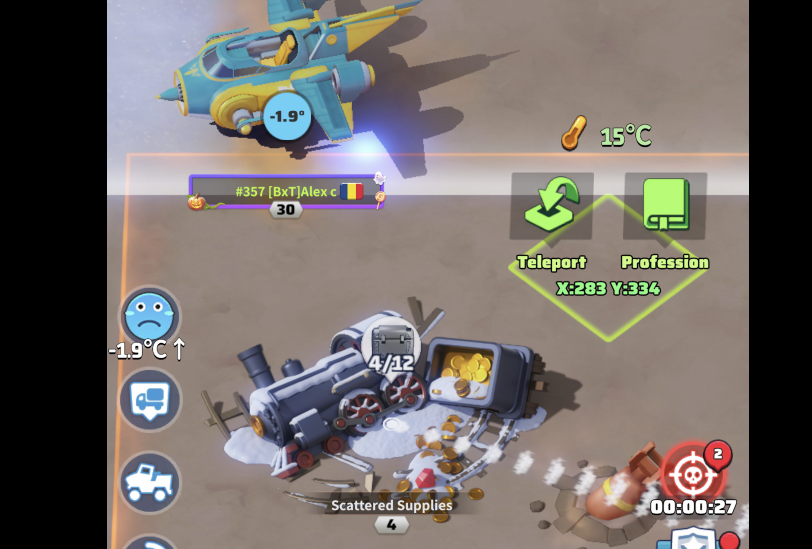 -1.9°
15°C
#357 [BxT]Alex c
30
Teleport Profession
X:283 Y:334
-1.9°C↑
4/12
2
00:00:27
Scattered Supplies
4